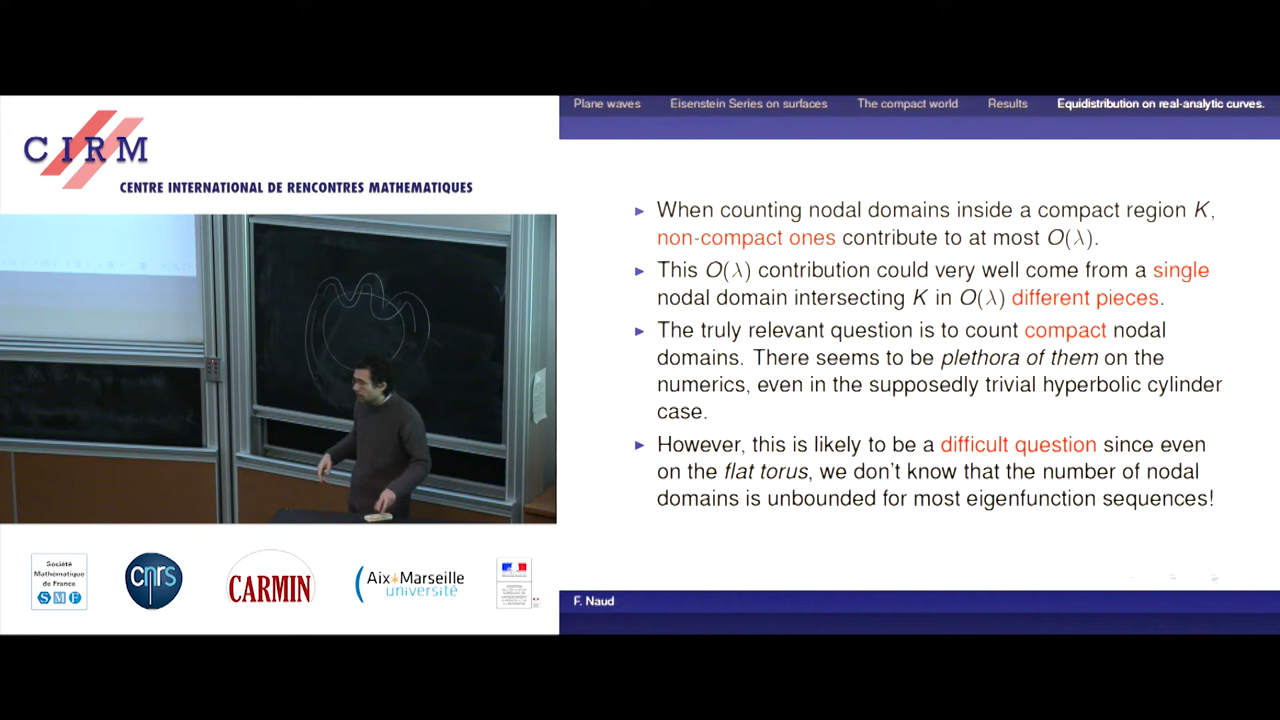 CIRM
CENTRE INTERNATIONAL DE RENCONTRES MATHEMATIQUES
Plane waves Eisenstein Series on surfaces The compact world Results Equidistribution on real-analytic curves.
When counting nodal domains inside a compact region K,
non-compact ones contribute to at most O(λ).
This O(λ) contribution could very well come from a single
nodal domain intersecting K in O(λ) different pieces.
The truly relevant question is to count compact nodal
domains. There seems to be plethora of them on the
numerics, even in the supposedly trivial hyperbolic cylinder
case.
However, this is likely to be a difficult question since even
on the flat torus, we don't know that the number of nodal
domains is unbounded for most eigenfunction sequences!
F. Naud
Société
Mathématique
de France
SMF
cnrs
CARMIN
Aix*Marseille
université